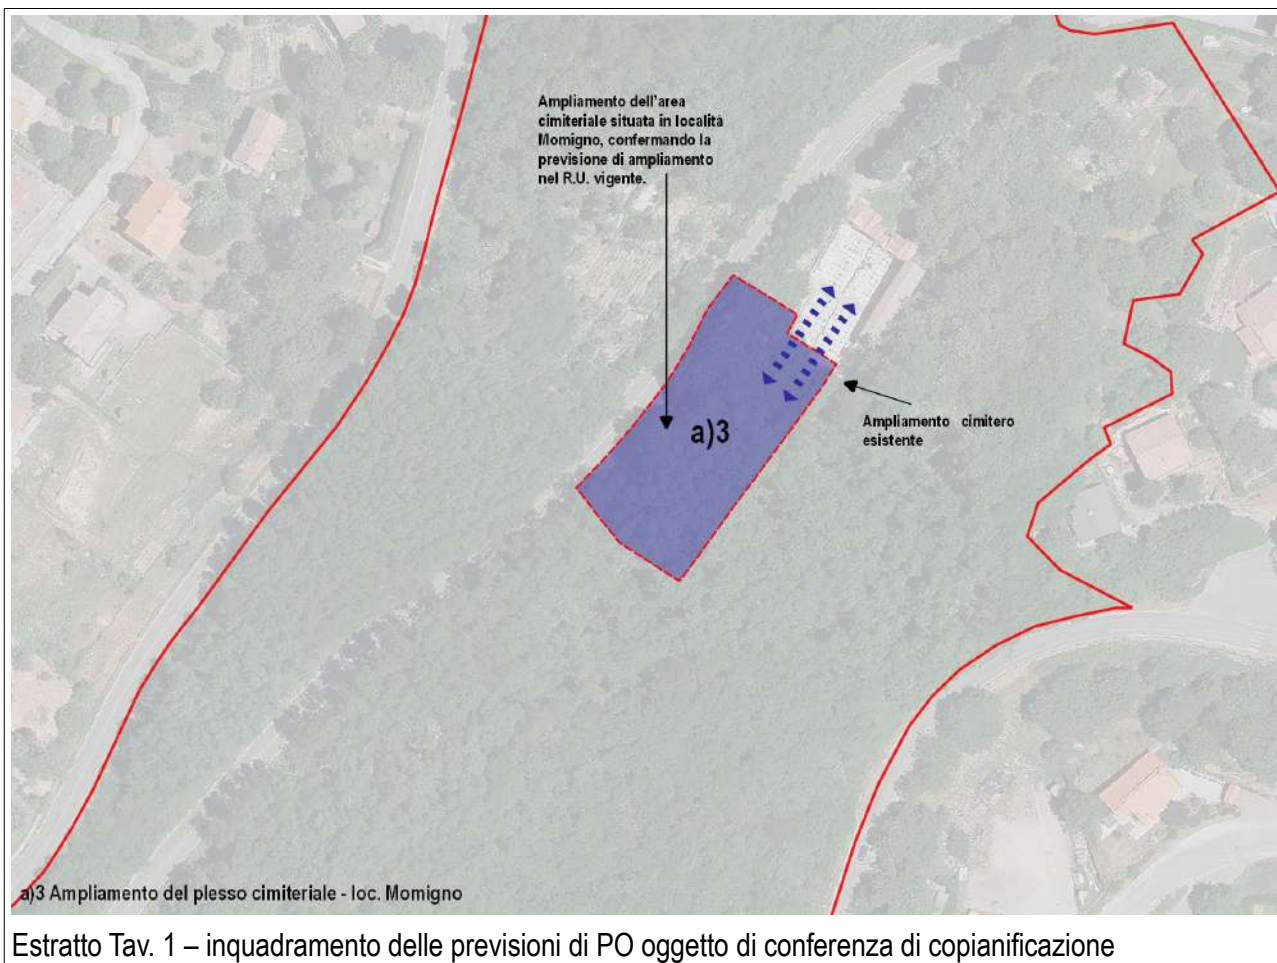 Ampliamento dell'area
cimiteriale situata in località
Momigno, confermando la
previsione di ampliamento
nel R.U. vigente.
a)3
Ampliamento cimitero
esistente
a)3 Ampliamento del plesso cimiteriale - loc. Momigno
Estratto Tav. 1 – inquadramento delle previsioni di PO oggetto di conferenza di copianificazione